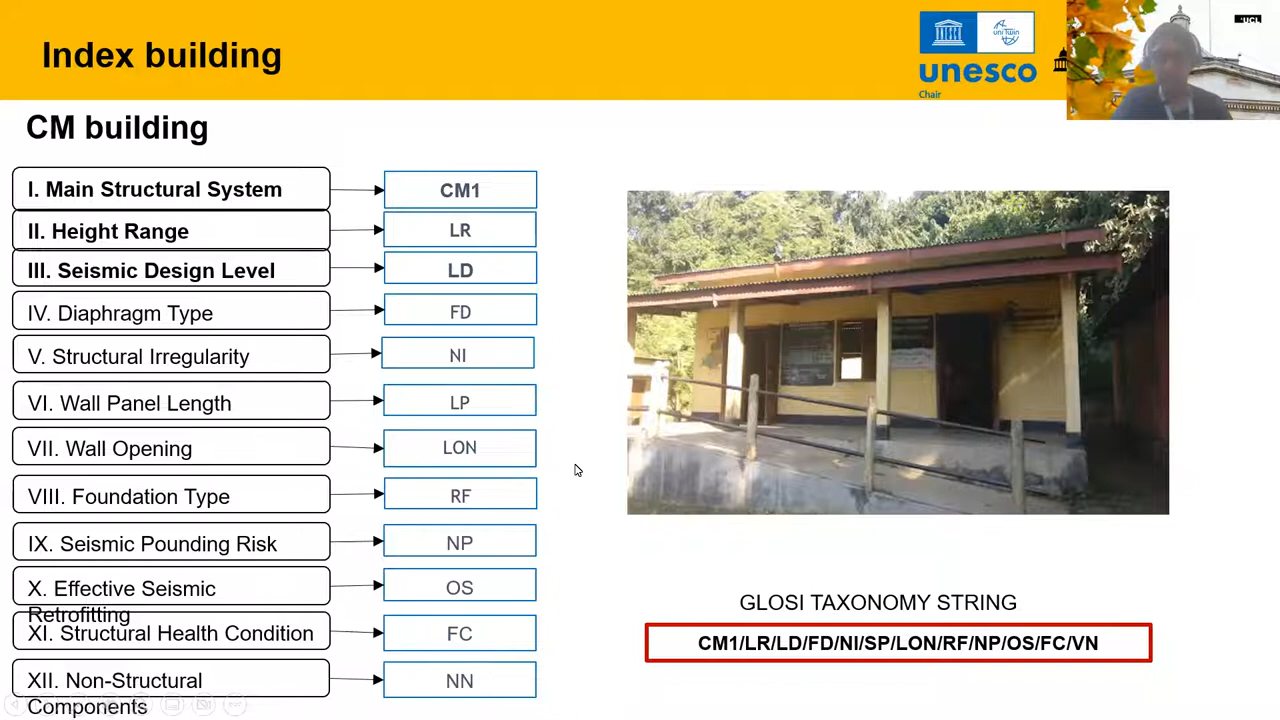 Index building
unesco
Chair
uni Twin
UCL
CM building
I. Main Structural System
CM1
II. Height Range
LR
III. Seismic Design Level
LD
IV. Diaphragm Type
FD
V. Structural Irregularity
NI
VI. Wall Panel Length
LP
VII. Wall Opening
LON
VIII. Foundation Type
RF
IX. Seismic Pounding Risk
NP
X. Effective Seismic
Retrofitting
OS
XI. Structural Health Condition
FC
XII. Non-Structural
Components
NN
GLOSI TAXONOMY STRING
CM1/LR/LD/FD/NI/SP/LON/RF/NP/OS/FC/VN